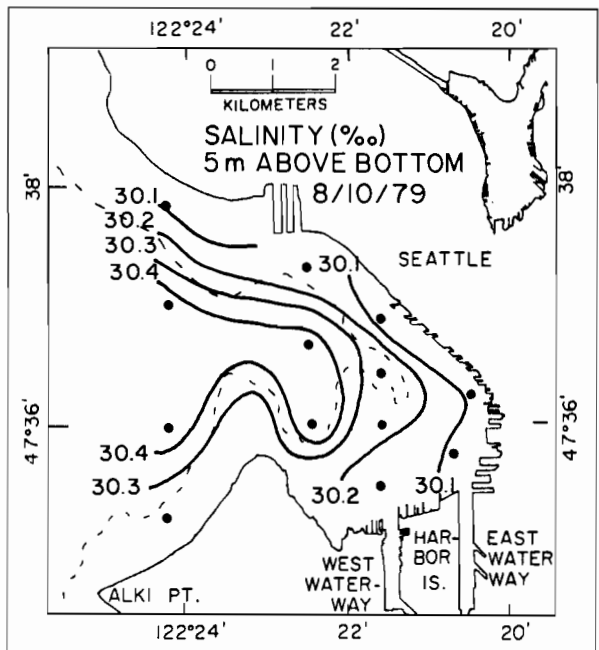 122°24' 22' 20'
0 1 2
KILOMETERS
SALINITY (‰)
5m ABOVE BOTTOM
8/10/79
38' 38'
30.1
30.2
30.3
30.4
30.1
SEATTLE
47°36' 47°36'
30.4
30.3
30.2
30.1
WEST
WATER-
WAY
HAR-
BOR
IS.
EAST
WATER
WAY
ALKI PT.
122°24' 22' 20'